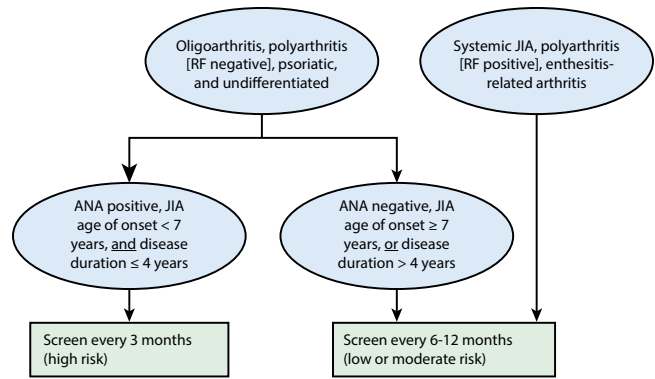 Oligoarthritis, polyarthritis
[RF negative], psoriatic,
and undifferentiated
Systemic JIA, polyarthritis
[RF positive], enthesitis-
related arthritis
ANA positive, JIA
age of onset < 7
years, and disease
duration ≤ 4 years
ANA negative, JIA
age of onset ≥ 7
years, or disease
duration > 4 years
Screen every 3 months
(high risk)
Screen every 6-12 months
(low or moderate risk)